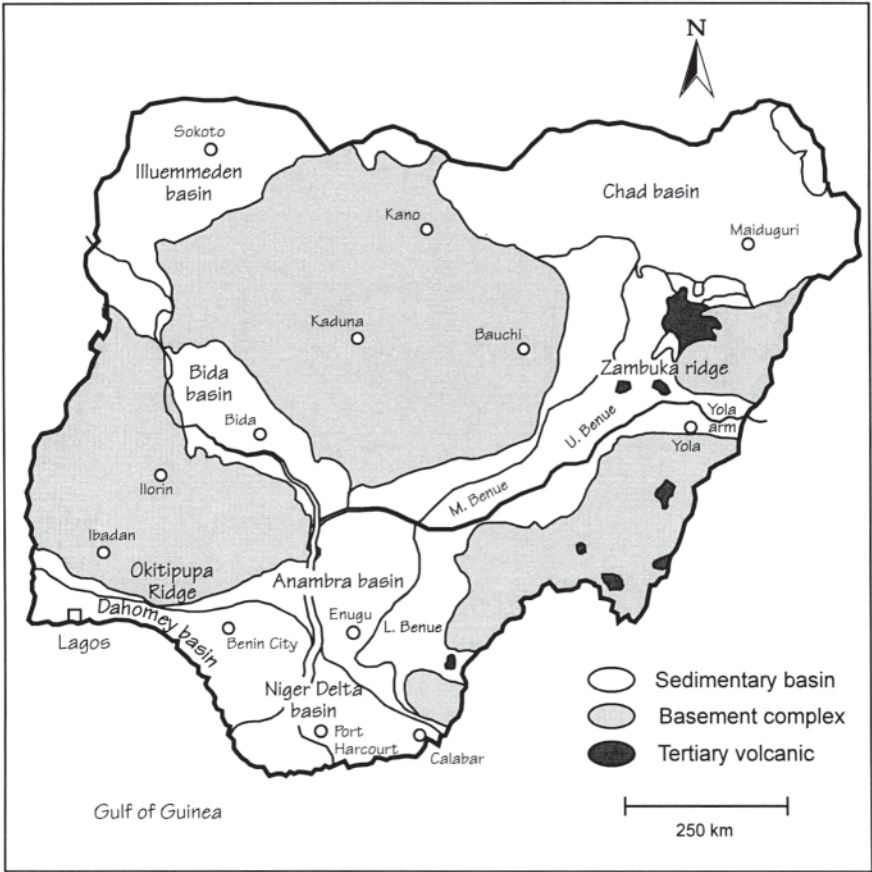 N
Sokoto
Illuemmeden
basin
Chad basin
Kano
Maiduguri
Kaduna
Bauchi
Zambuka ridge
Bida
basin
Bida
U. Benue
Yola
arm
Yola
M. Benue
Ilorin
Ibadan
Okitipupa
Ridge
Anambra basin
Dahomey basin
Enugu
L. Benue
Lagos
Benin City
Niger Delta
basin
Port
Harcourt
Calabar
Sedimentary basin
Basement complex
Tertiary volcanic
Gulf of Guinea
250 km